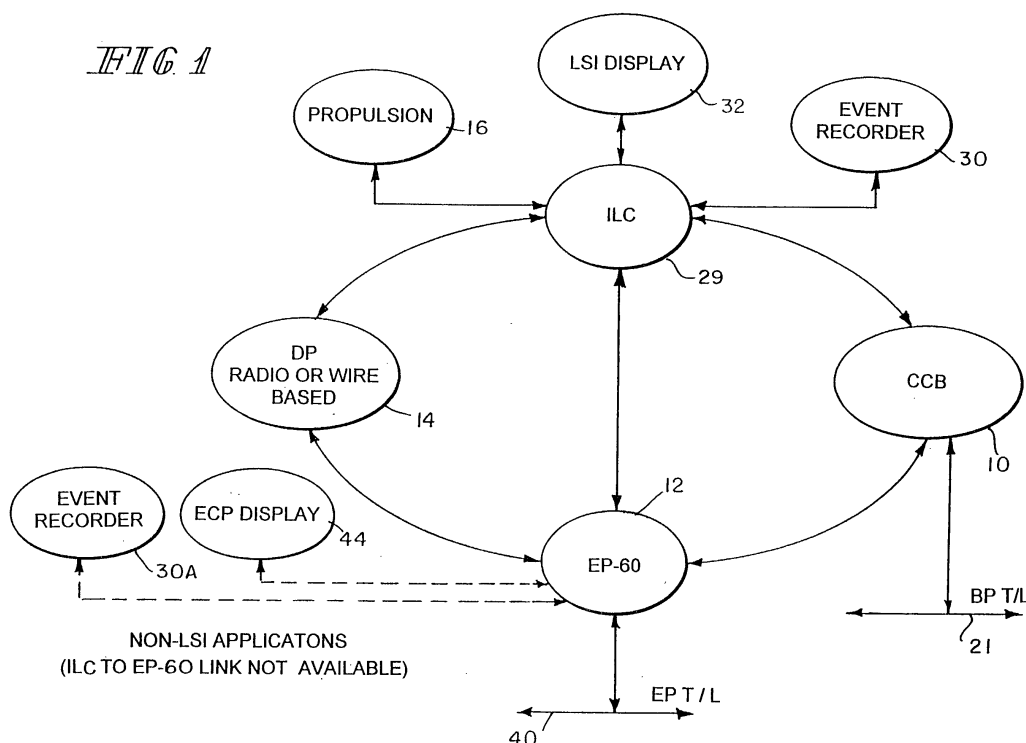 FIG. 1
LSI DISPLAY
32
PROPULSION
16
EVENT
RECORDER
30
ILC
29
DP
RADIO OR WIRE
BASED
14
CCB
10
12
EP-60
EVENT
RECORDER
30A
ECP DISPLAY
44
BP T/L
21
NON-LSI APPLICATONS
(ILC TO EP-60 LINK NOT AVAILABLE)
EP T/L
40